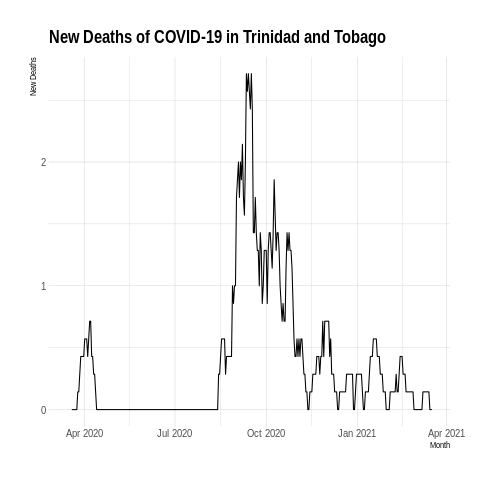 New Deaths of COVID-19 in Trinidad and Tobago
New Deaths
2
1
0
Apr 2020 Jul 2020 Oct 2020 Jan 2021 Apr 2021
Month